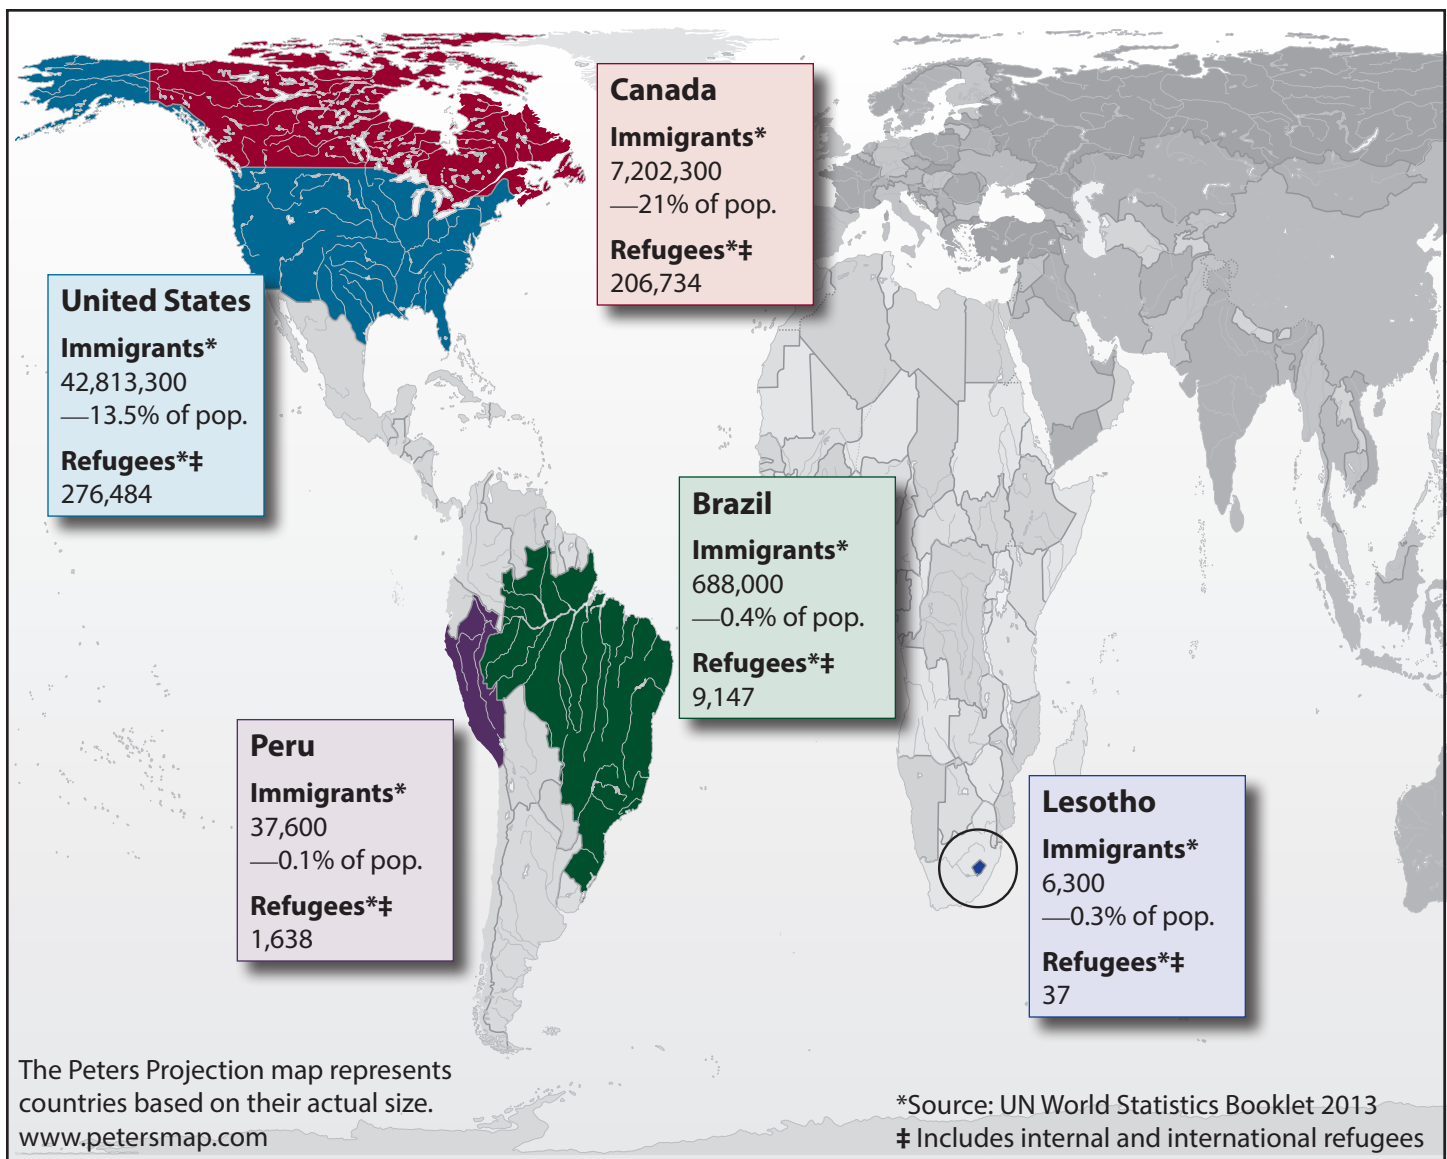 Canada
Immigrants*
7,202,300
—21% of pop.
Refugees*‡
206,734
United States
Immigrants*
42,813,300
—13.5% of pop.
Refugees*‡
276,484
Brazil
Immigrants*
688,000
—0.4% of pop.
Refugees*‡
9,147
Peru
Immigrants*
37,600
—0.1% of pop.
Refugees*‡
1,638
Lesotho
Immigrants*
6,300
—0.3% of pop.
Refugees*‡
37
The Peters Projection map represents
countries based on their actual size.
www.petersmap.com
*Source: UN World Statistics Booklet 2013
‡ Includes internal and international refugees